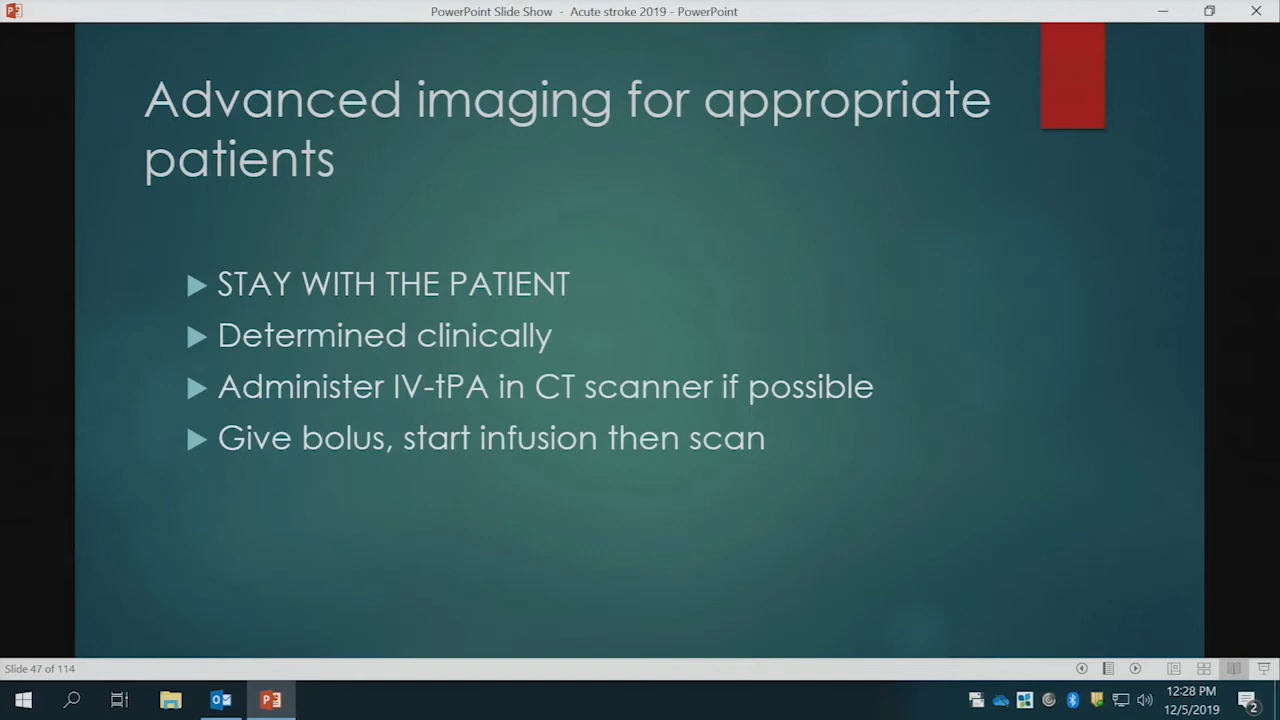 PowerPoint Slide Show - Acute stroke 2019 - PowerPoint
Advanced imaging for appropriate
patients
STAY WITH THE PATIENT
Determined clinically
Administer IV-tPA in CT scanner if possible
Give bolus, start infusion then scan
Slide 47 of 114
12:28 PM
12/5/2019
2